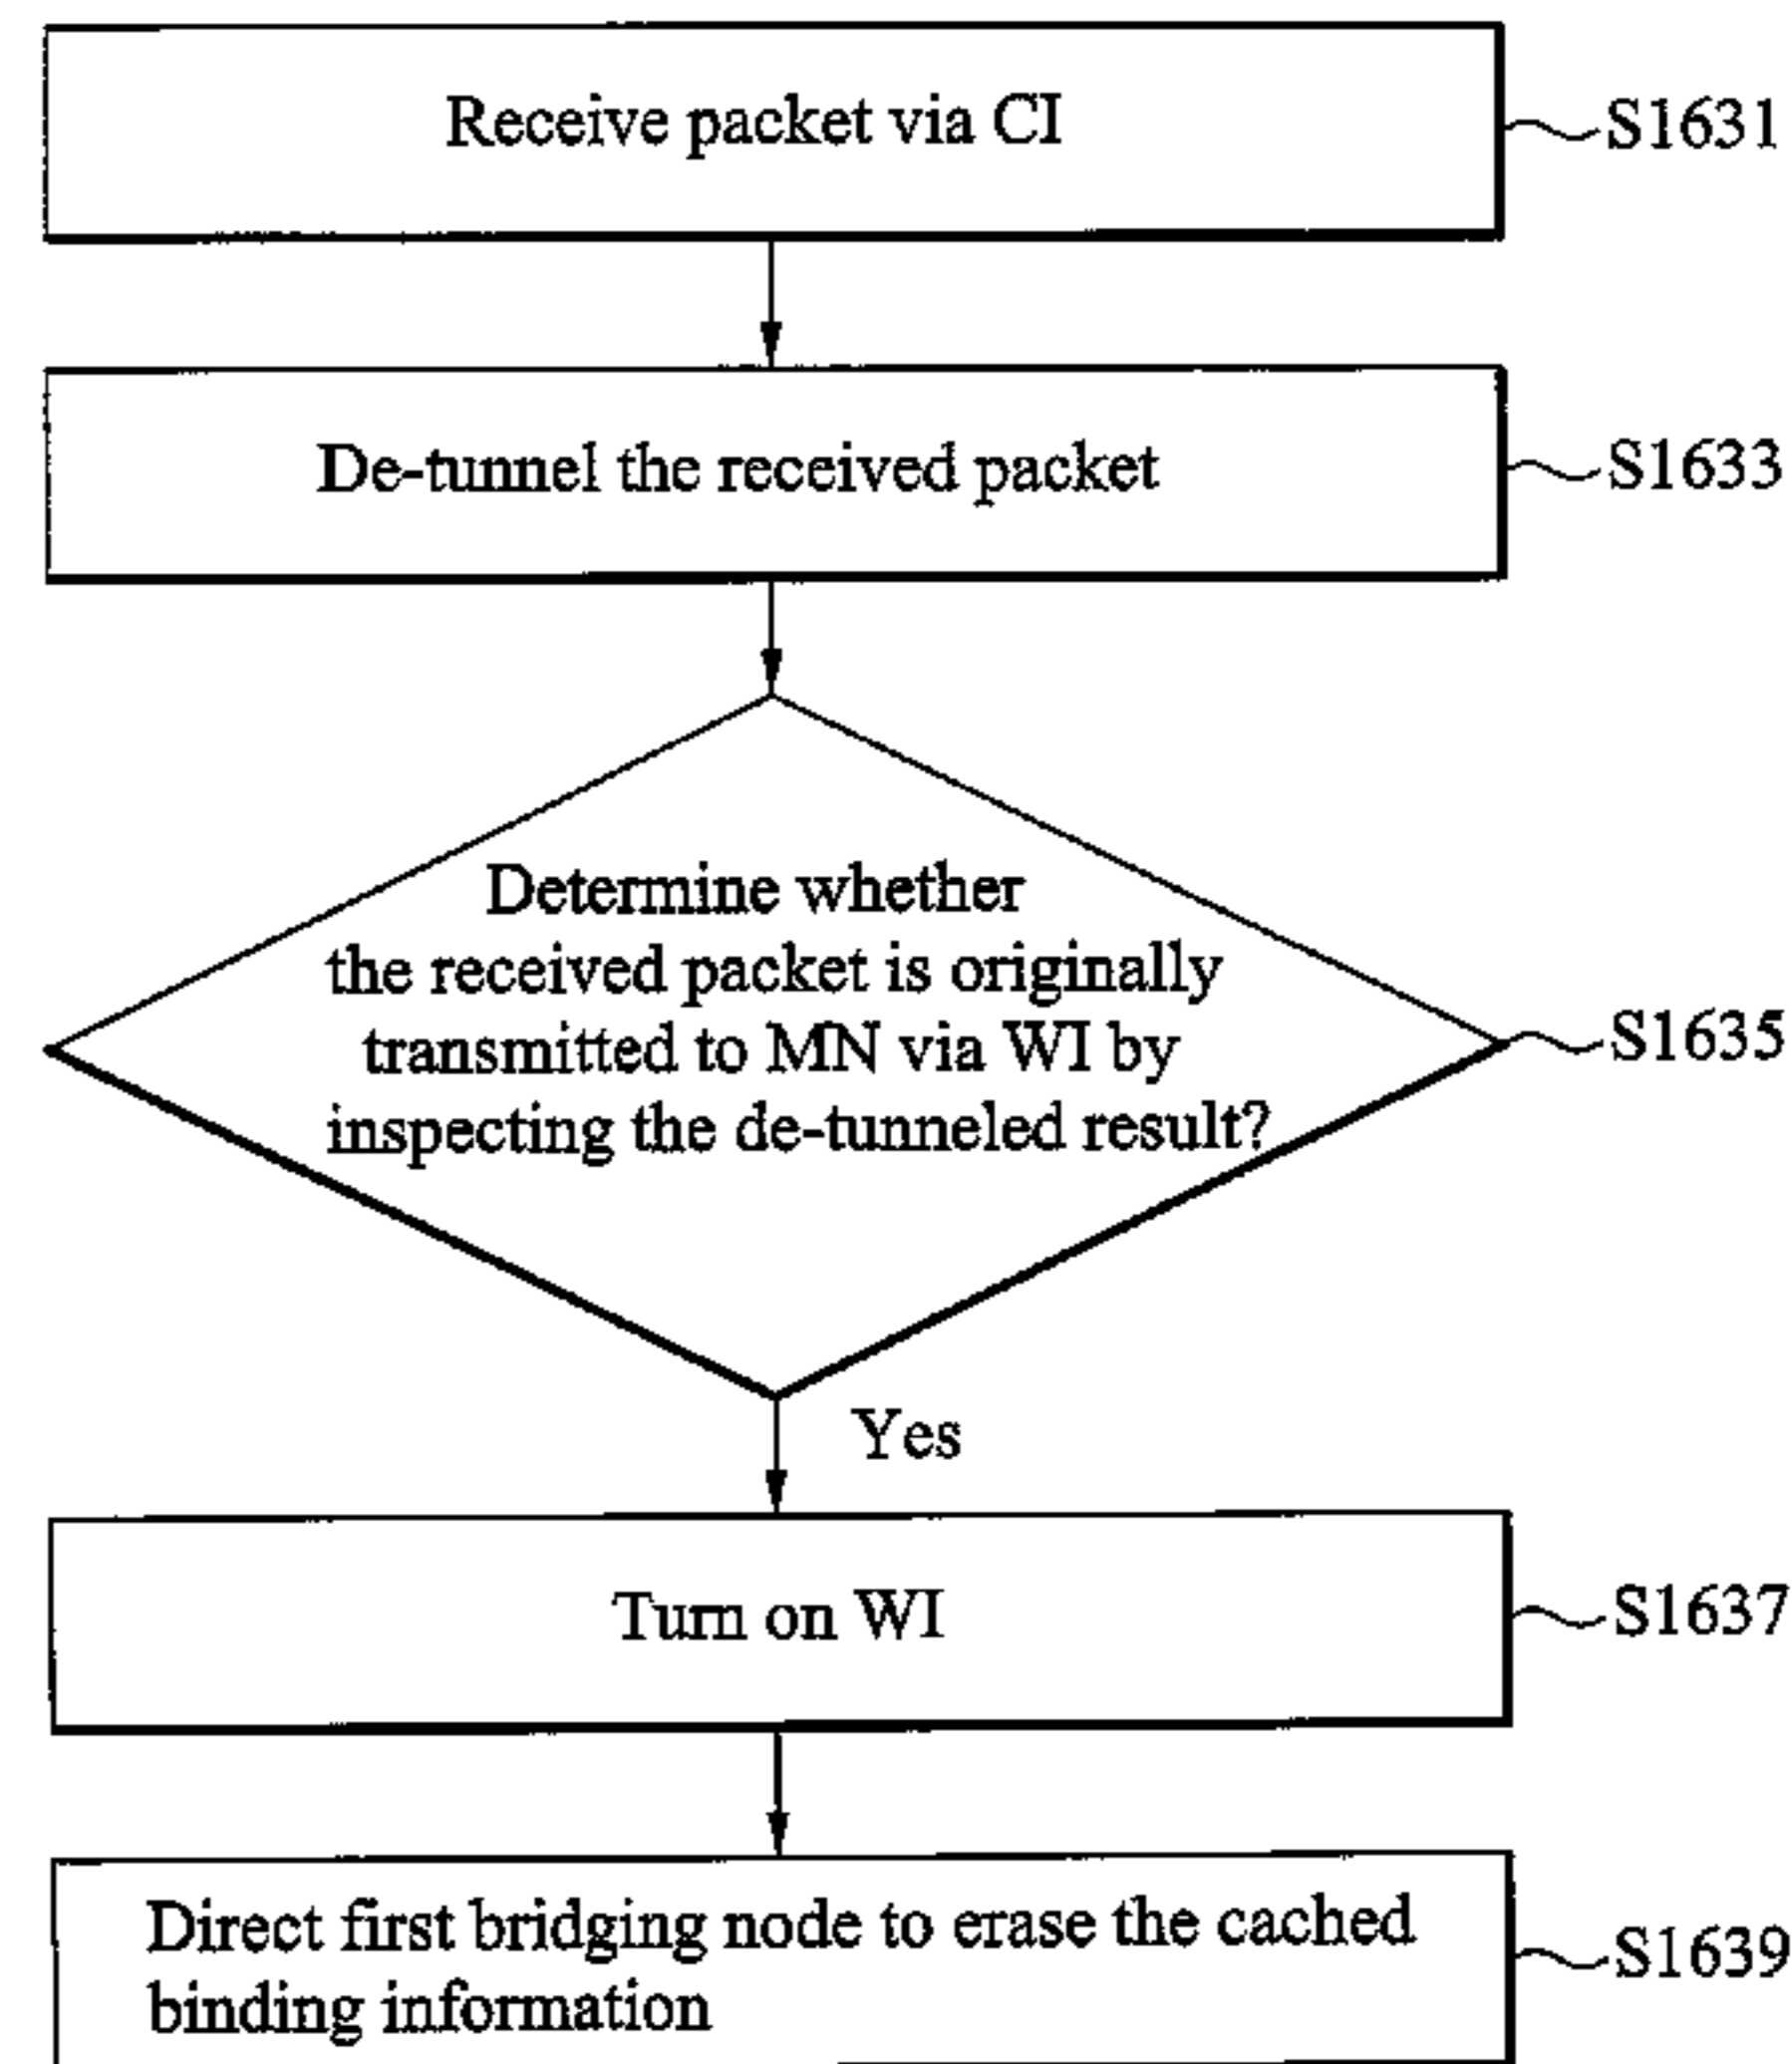 Receive packet via CI
S1631
De-tunnel the received packet
S1633
Determine whether
the received packet is originally
transmitted to MN via WI by
inspecting the de-tunneled result?
S1635
Yes
Turn on WI
S1637
Direct first bridging node to erase the cached
binding information
S1639